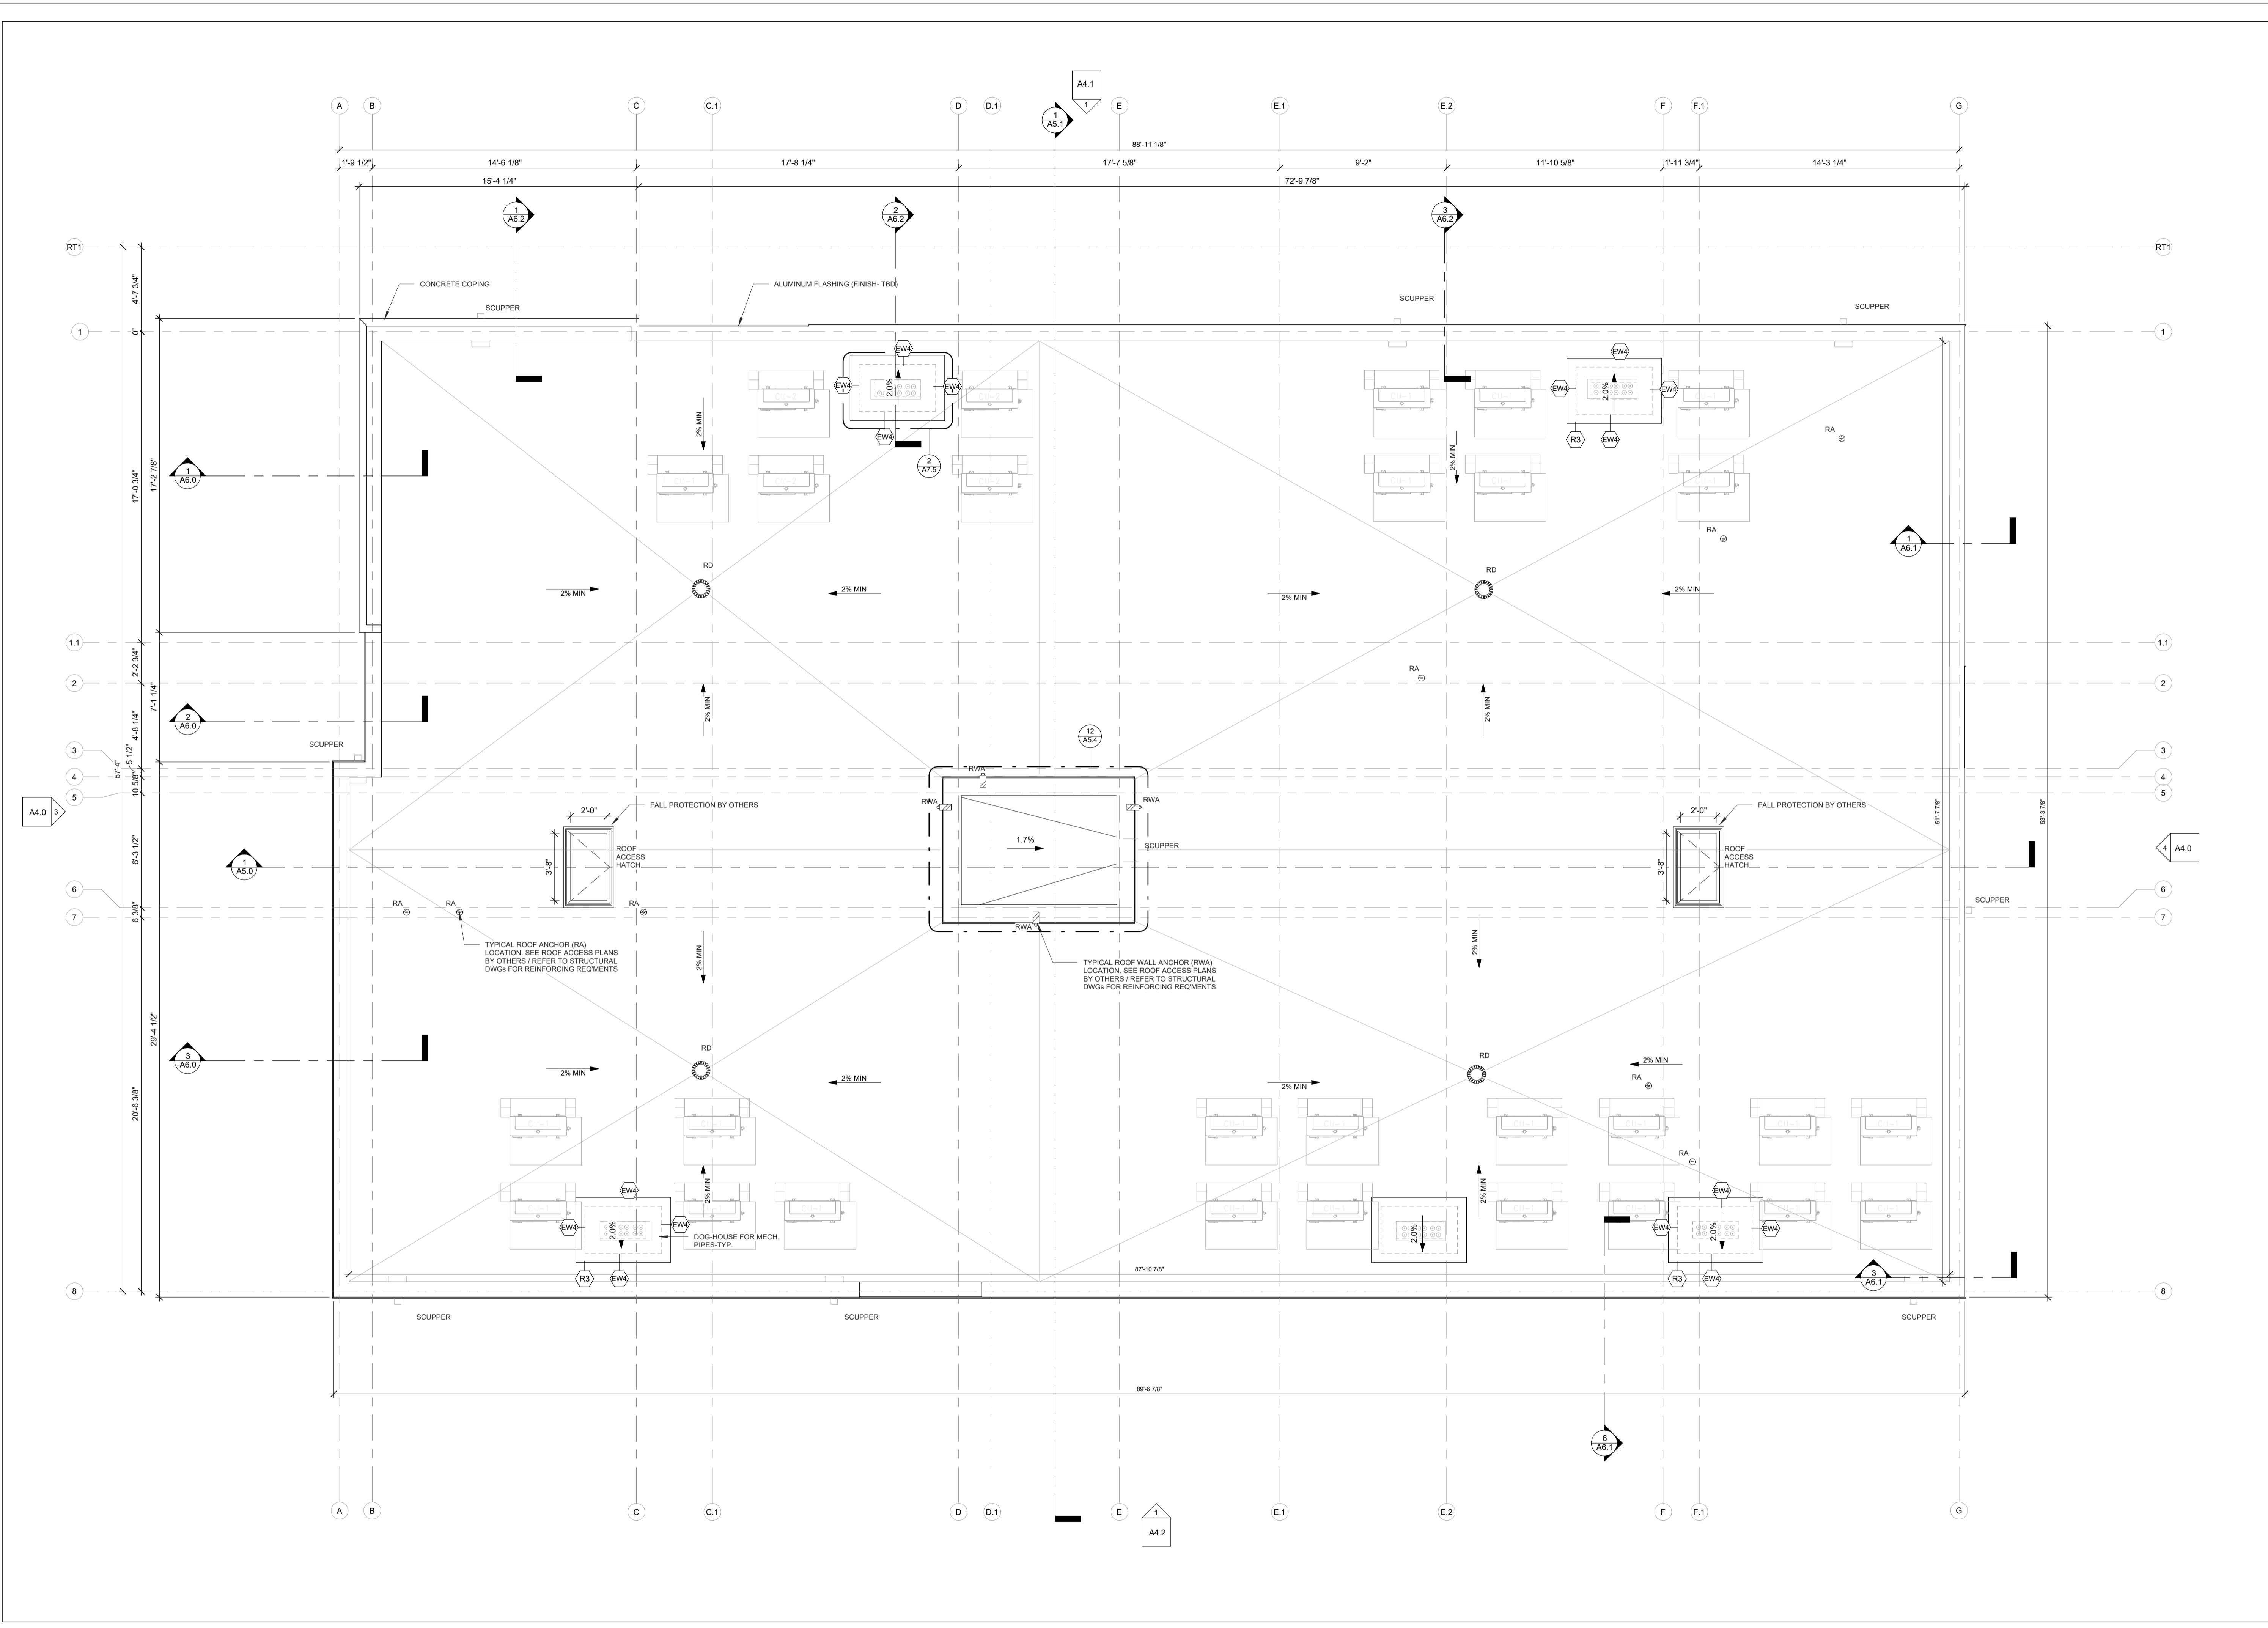 A4.1
1
A
B
C
C.1
D
D.1
1
A5.1
E
E.1
E.2
F
F.1
G
88'-11 1/8"
1'-9 1/2"
14'-6 1/8"
17'-8 1/4"
17'-7 5/8"
9'-2"
11'-10 5/8"
1'-11 3/4"
14'-3 1/4"
15'-4 1/4"
72'-9 7/8"
1
A6.2
2
A6.2
3
A6.2
RT1
RT1
4'-7 3/4"
CONCRETE COPING
ALUMINUM FLASHING (FINISH- TBD)
SCUPPER
SCUPPER
SCUPPER
1
0"
1
EW4
EW4
EW4
EW4
2.0%
EW4
EW4
EW4
EW4
2.0%
R3
2% MIN
2% MIN
RA
2
A7.5
1
A6.0
17'-0 3/4"
17'-2 7/8"
RA
1
A6.1
RD
RD
2% MIN
2% MIN
2% MIN
2% MIN
1.1
1.1
2'-2 3/4"
RA
2
2
7'-1 1/4"
4'-8 1/4"
2
A6.0
2% MIN
2% MIN
12
A5.4
SCUPPER
3
3
5 1/2"
57'-4"
4
4
10 5/8"
5
5
RWA
RWA
RWA
A4.0
3
2'-0"
FALL PROTECTION BY OTHERS
2'-0"
FALL PROTECTION BY OTHERS
51'-7 7/8"
53'-3 7/8"
1.7%
SCUPPER
ROOF
ACCESS
HATCH
ROOF
ACCESS
HATCH
3'-8"
3'-8"
6'-3 1/2"
1
A5.0
4
A4.0
6
6
SCUPPER
RA
RA
RA
6 3/8"
7
7
RWA
TYPICAL ROOF ANCHOR (RA)
LOCATION. SEE ROOF ACCESS PLANS
BY OTHERS / REFER TO STRUCTURAL
DWGs FOR REINFORCING REQ'MENTS
2% MIN
2% MIN
TYPICAL ROOF WALL ANCHOR (RWA)
LOCATION. SEE ROOF ACCESS PLANS
BY OTHERS / REFER TO STRUCTURAL
DWGs FOR REINFORCING REQ'MENTS
29'-4 1/2"
3
A6.0
20'-6 3/8"
RD
RD
2% MIN
2% MIN
2% MIN
2% MIN
RA
RA
2% MIN
2% MIN
EW4
EW4
EW4
EW4
2.0%
R3
DOG-HOUSE FOR MECH.
PIPES-TYP.
2.0%
EW4
EW4
EW4
EW4
2.0%
R3
87'-10 7/8"
3
A6.1
8
8
SCUPPER
SCUPPER
SCUPPER
89'-6 7/8"
6
A6.1
A
B
C
C.1
D
D.1
E
E.1
E.2
F
F.1
G
1
A4.2